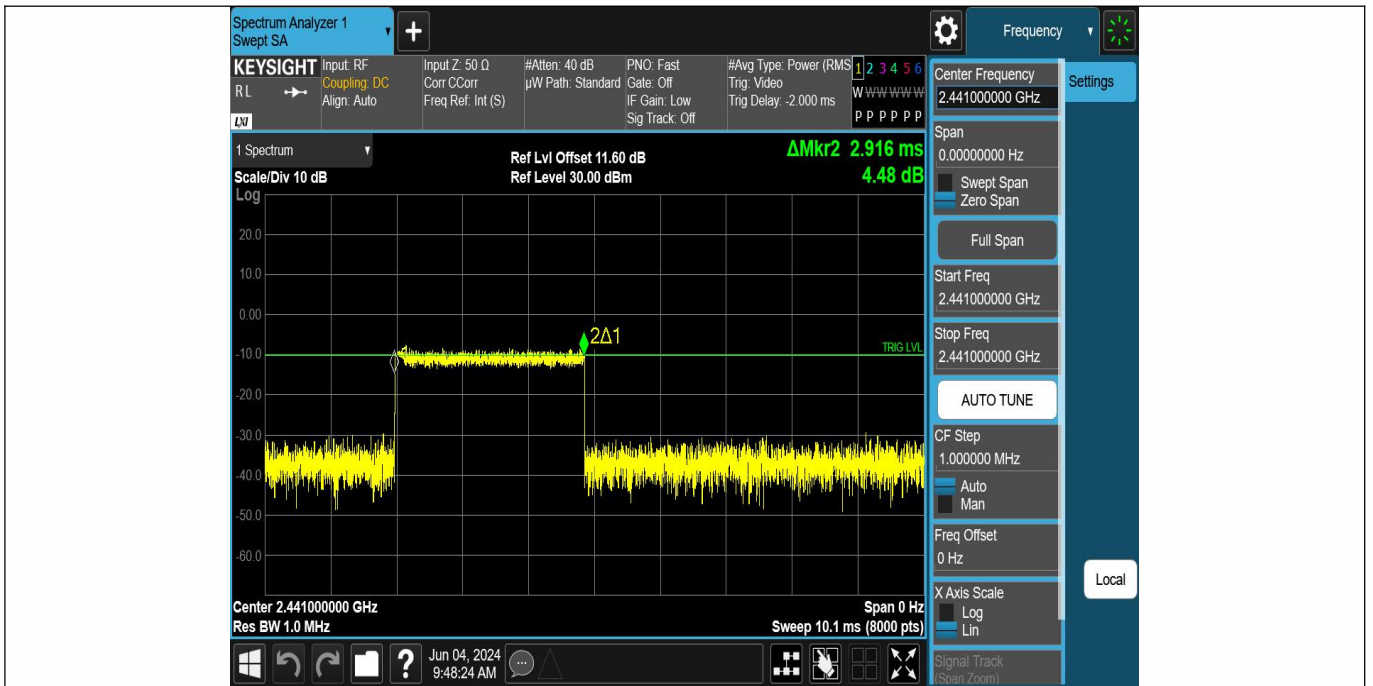 Spectrum Analyzer 1
Swept SA
+
Frequency
KEYSIGHT
RL
LXI
Input: RF
Coupling: DC
Align: Auto
Input Z: 50 Ω
Corr CCorr
Freq Ref: Int (S)
#Atten: 40 dB
µW Path: Standard
PNO: Fast
Gate: Off
IF Gain: Low
Sig Track: Off
#Avg Type: Power (RMS
Trig: Video
Trig Delay: -2.000 ms
1 2 3 4 5 6
W W W W W W
P P P P P P
Center Frequency
2.441000000 GHz
Settings
1 Spectrum
Scale/Div 10 dB
Ref Lvl Offset 11.60 dB
Ref Level 30.00 dBm
ΔMkr2 2.916 ms
4.48 dB
Span
0.00000000 Hz
Swept Span
Zero Span
Full Span
Start Freq
2.441000000 GHz
Stop Freq
2.441000000 GHz
AUTO TUNE
CF Step
1.000000 MHz
Auto
Man
Freq Offset
0 Hz
X Axis Scale
Log
Lin
Signal Track
(Span Zoom)
Local
Log
20.0
10.0
0.00
-10.0
-20.0
-30.0
-40.0
-50.0
-60.0
2Δ1
TRIG LVL
Center 2.441000000 GHz
Span 0 Hz
Res BW 1.0 MHz
Sweep 10.1 ms (8000 pts)
?
Jun 04, 2024
9:48:24 AM